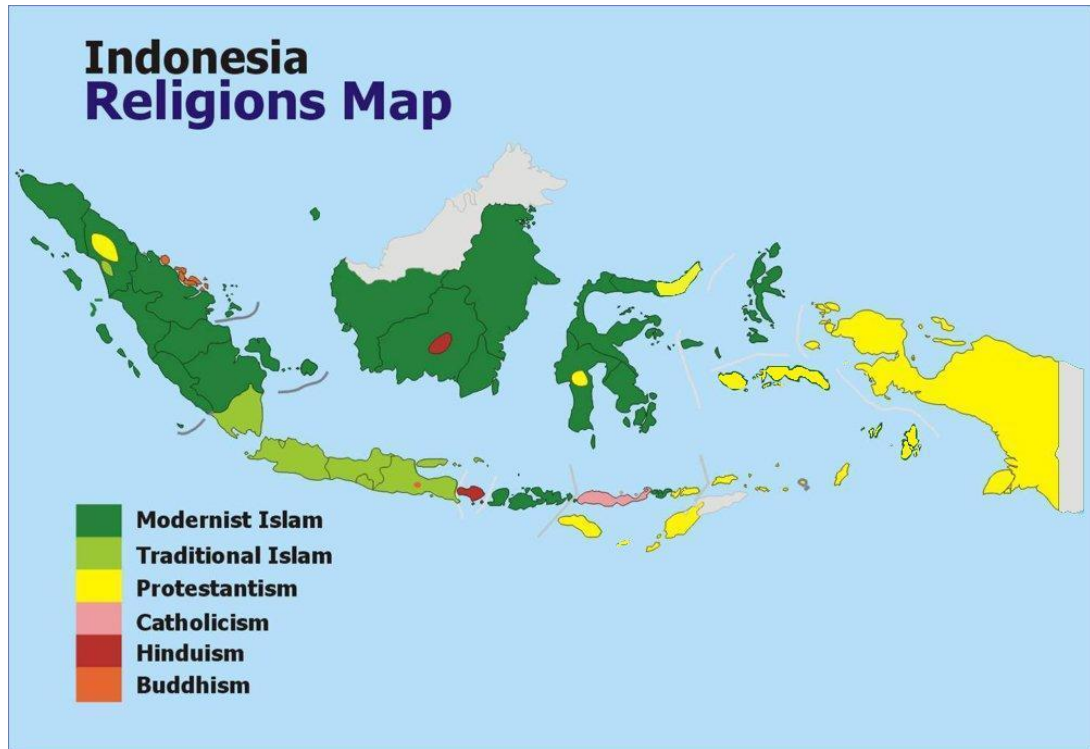 Indonesia
Religions Map
Modernist Islam
Traditional Islam
Protestantism
Catholicism
Hinduism
Buddhism